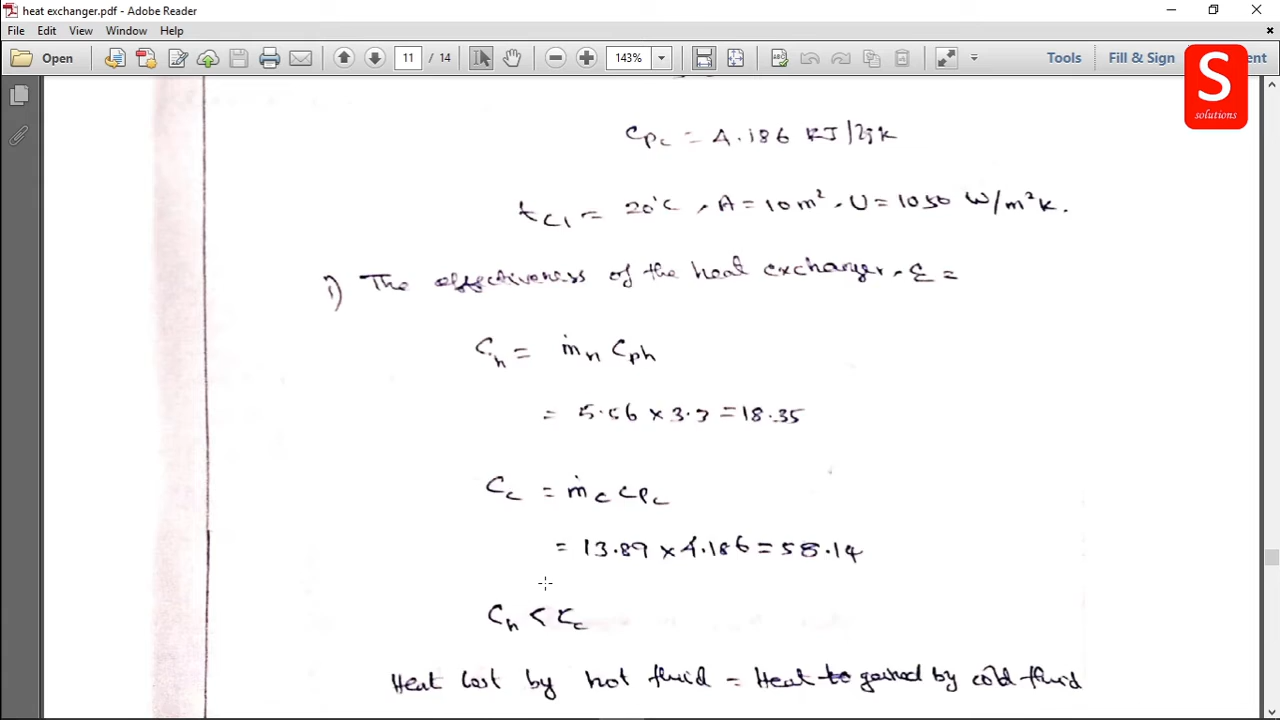 heat exchanger.pdf - Adobe Reader
File Edit View Window Help
Open 11 / 14 143% Tools Fill & Sign
S
solutions
Cpc = 4.186 KJ/kgK
tc1 = 20°C, A = 10m², U = 1050 W/m²K.
i) The effectiveness of the heat exchanger, Ɛ =
Ch = ṁh Cph
= 5.56 × 3.3 = 18.35
Cc = ṁc Cpc
= 13.89 × 4.186 = 58.14
Ch < Cc
Heat lost by hot fluid = Heat to gained by cold fluid